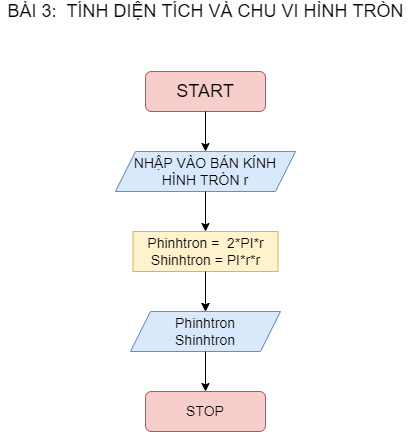 BÀI 3: TÍNH DIỆN TÍCH VÀ CHU VI HÌNH TRÒN
START
NHẬP VÀO BÁN KÍNH
HÌNH TRÒN r
Phinhtron = 2*PI*r
Shinhtron = PI*r*r
Phinhtron
Shinhtron
STOP